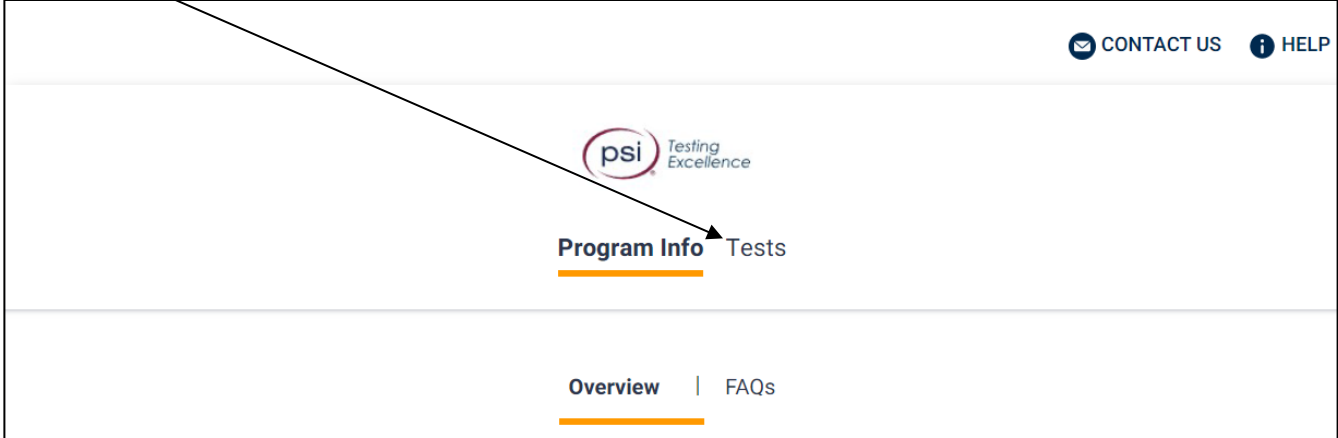 CONTACT US HELP
psi Testing
Excellence
Program Info Tests
Overview | FAQs